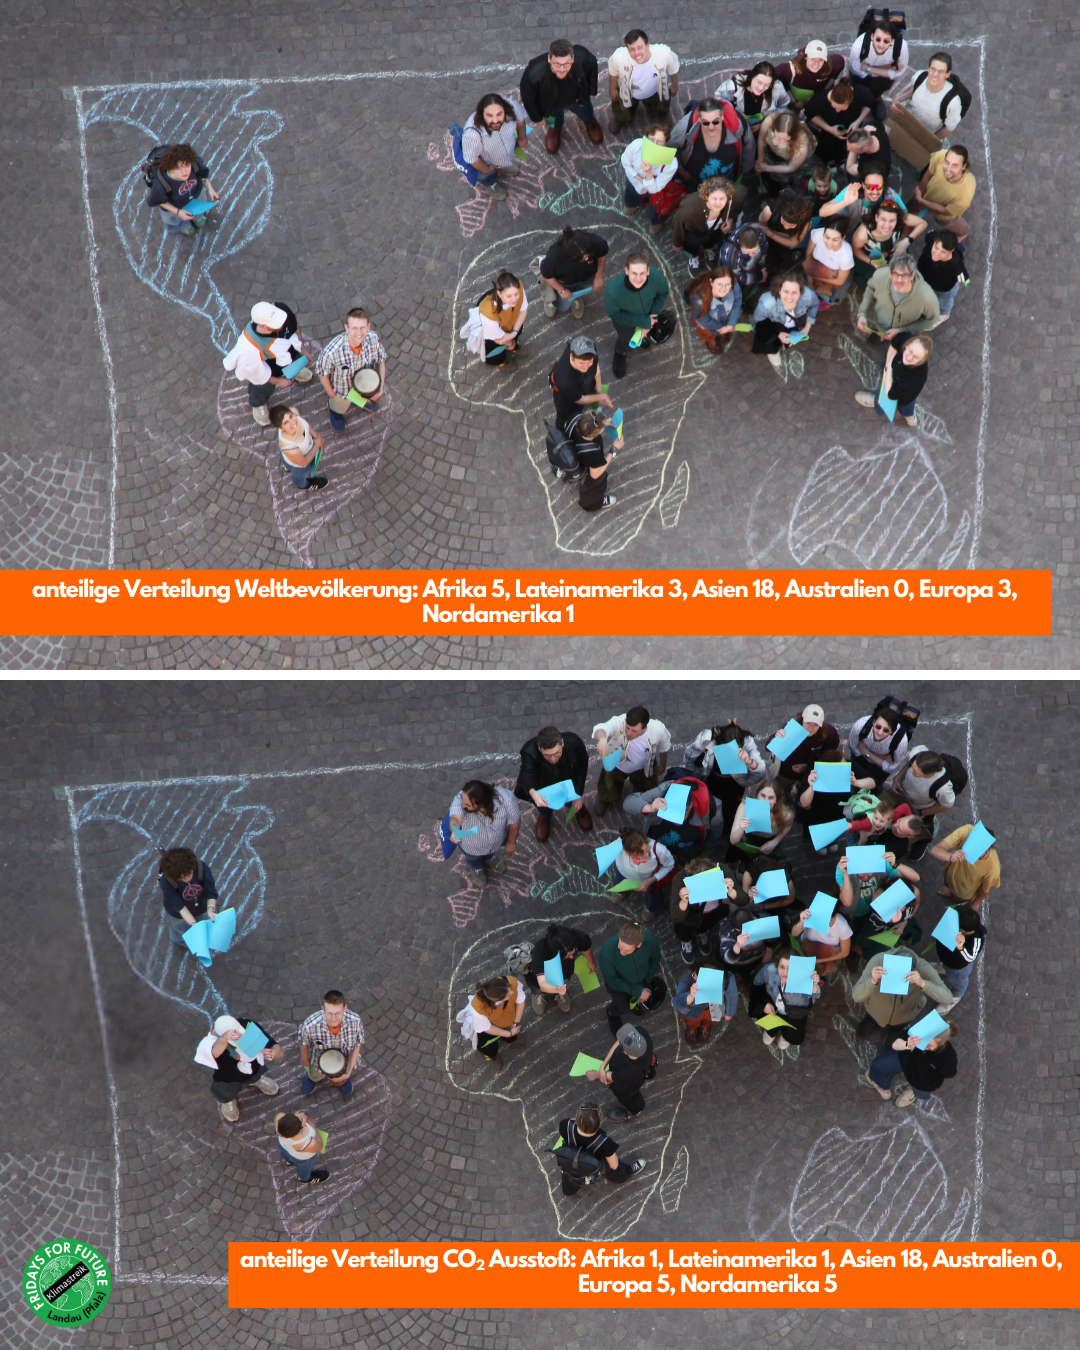 anteilige Verteilung Weltbevölkerung: Afrika 5, Lateinamerika 3, Asien 18, Australien 0, Europa 3,
Nordamerika 1
anteilige Verteilung CO₂ Ausstoß: Afrika 1, Lateinamerika 1, Asien 18, Australien 0,
Europa 5, Nordamerika 5
FRIDAYS FOR FUTURE
Klimastreik
Landau (Pfalz)